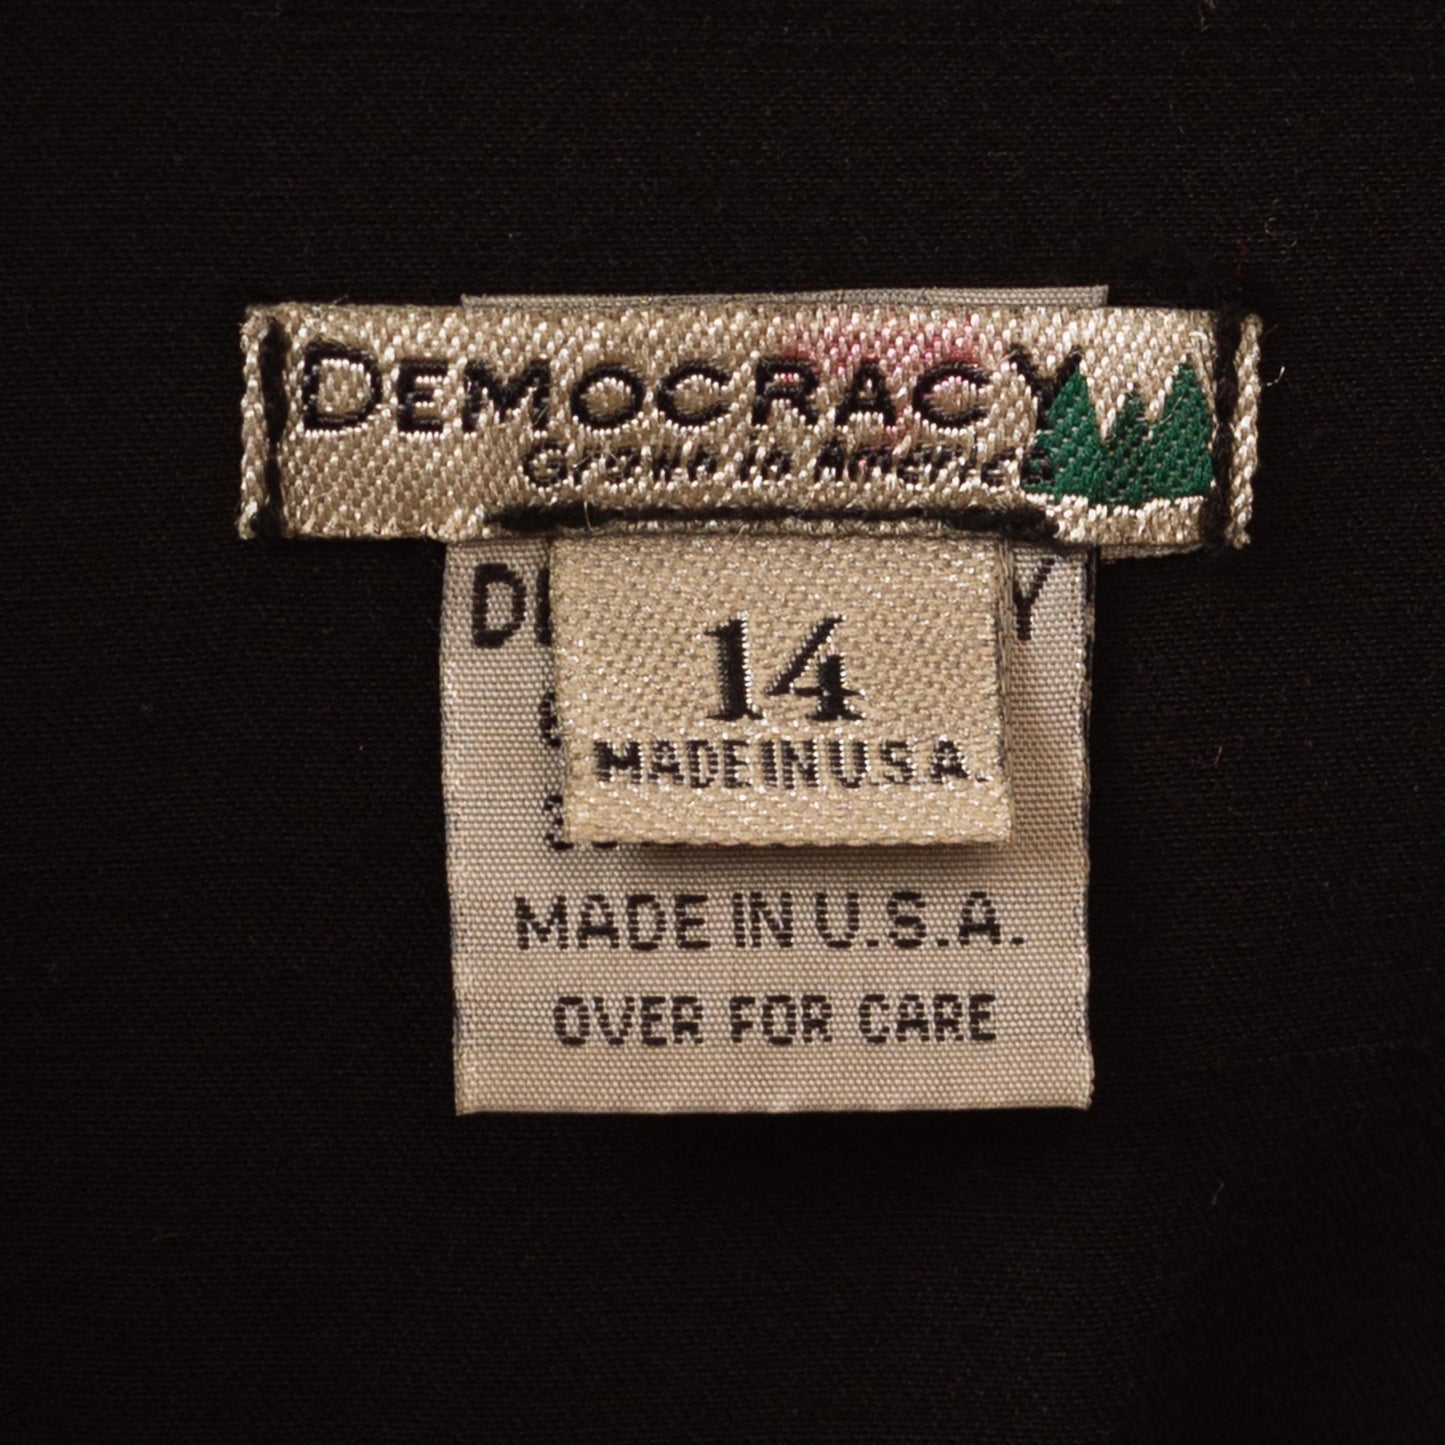 DEMOCRACY
Grown in America
14
MADE IN U.S.A.
MADE IN U.S.A.
OVER FOR CARE